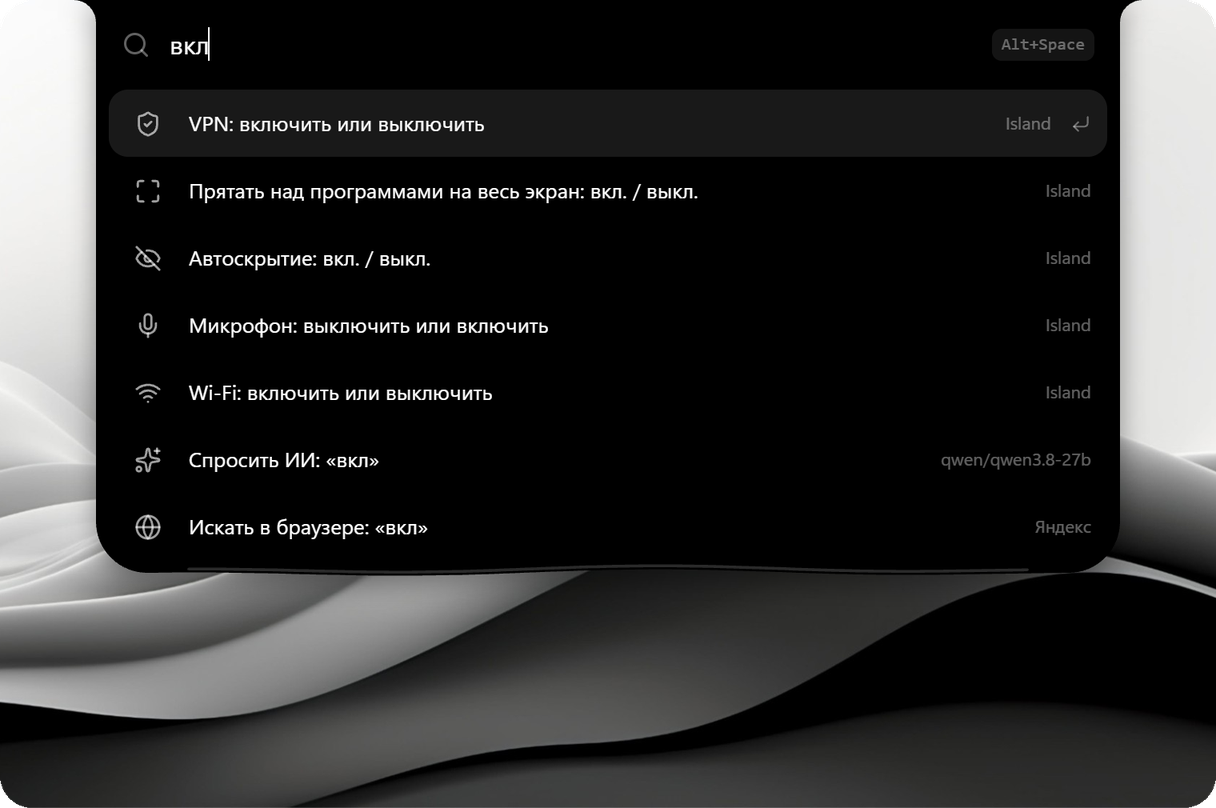 вкл Alt+Space
VPN: включить или выключить Island
Прятать над программами на весь экран: вкл. / выкл. Island
Автоскрытие: вкл. / выкл. Island
Микрофон: выключить или включить Island
Wi-Fi: включить или выключить Island
Спросить ИИ: «вкл» qwen/qwen3.8-27b
Искать в браузере: «вкл» Яндекс